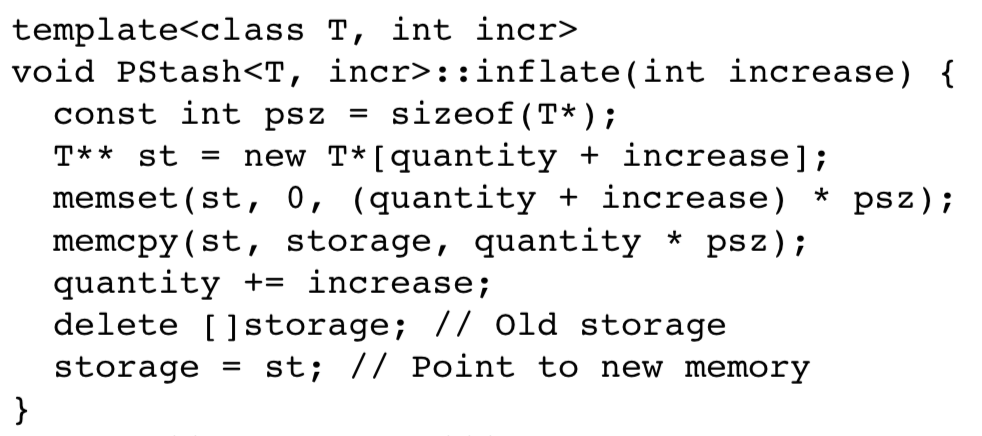 template<class T, int incr>
void PStash<T, incr>::inflate(int increase) {
  const int psz = sizeof(T*);
  T** st = new T*[quantity + increase];
  memset(st, 0, (quantity + increase) * psz);
  memcpy(st, storage, quantity * psz);
  quantity += increase;
  delete []storage; // Old storage
  storage = st; // Point to new memory
}